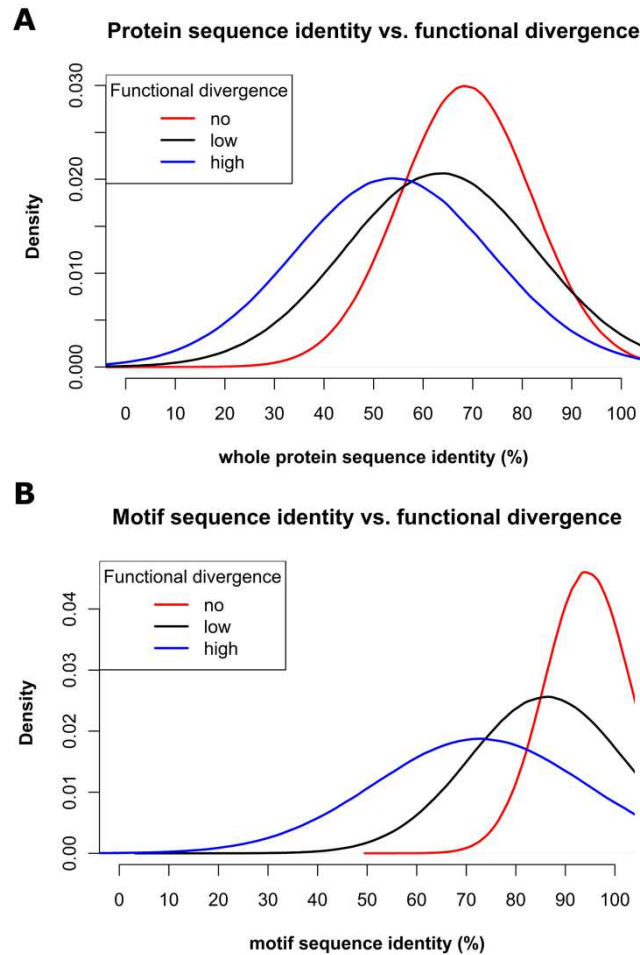 A
Protein sequence identity vs. functional divergence
Functional divergence
no
low
high
Density
0.000
0.010
0.020
0.030
0 10 20 30 40 50 60 70 80 90 100
whole protein sequence identity (%)
B
Motif sequence identity vs. functional divergence
Functional divergence
no
low
high
Density
0.00
0.01
0.02
0.03
0.04
0 10 20 30 40 50 60 70 80 90 100
motif sequence identity (%)